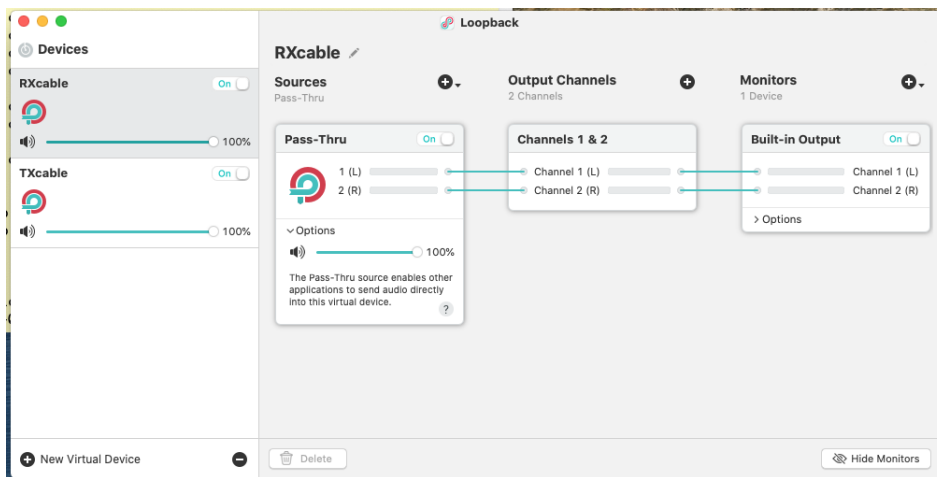 Loopback
Devices
RXcable
On
100%
TXcable
On
100%
New Virtual Device
RXcable
Sources
Pass-Thru
Pass-Thru
On
1 (L)
2 (R)
Options
100%
The Pass-Thru source enables other
applications to send audio directly
into this virtual device.
?
Output Channels
2 Channels
Channels 1 & 2
Channel 1 (L)
Channel 2 (R)
Monitors
1 Device
Built-in Output
On
Channel 1 (L)
Channel 2 (R)
Options
Delete
Hide Monitors